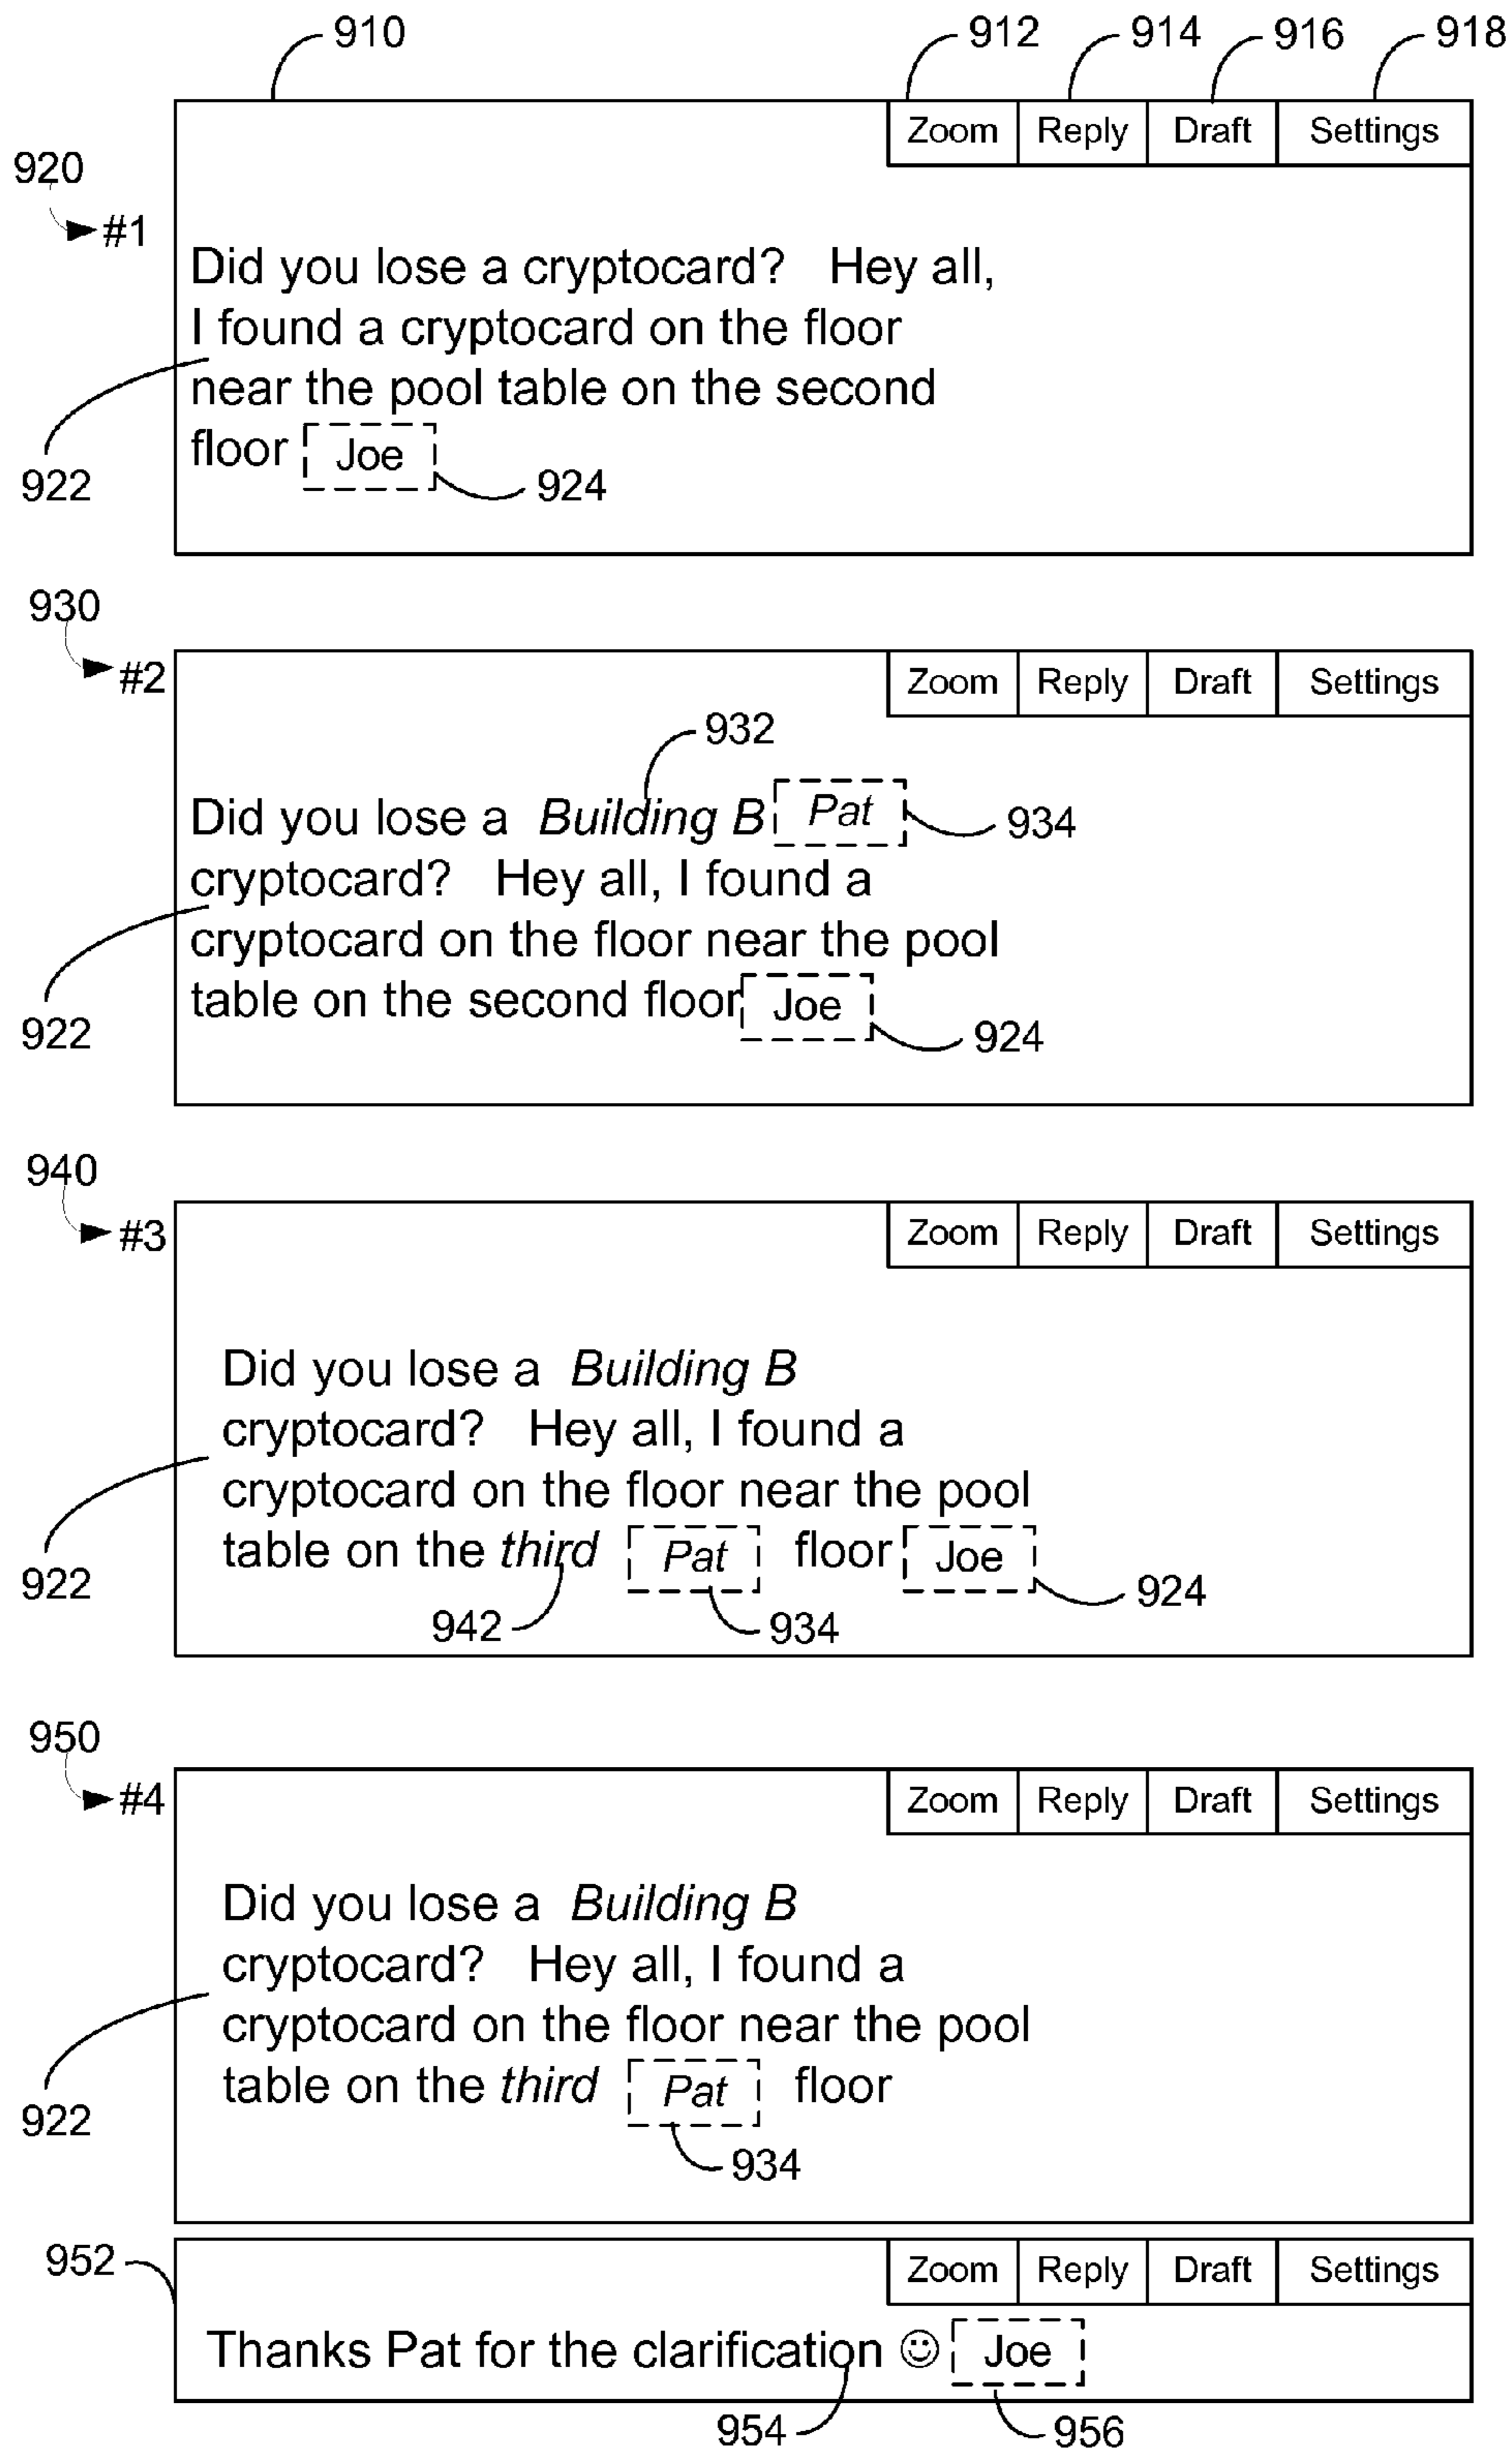 910
912
914
916
918
Zoom Reply Draft Settings
920
#1
Did you lose a cryptocard? Hey all,
I found a cryptocard on the floor
near the pool table on the second
floor Joe
922
924
930
#2
Zoom Reply Draft Settings
932
Did you lose a Building B Pat
934
cryptocard? Hey all, I found a
cryptocard on the floor near the pool
table on the second floor Joe
922
924
940
#3
Zoom Reply Draft Settings
Did you lose a Building B
cryptocard? Hey all, I found a
cryptocard on the floor near the pool
table on the third Pat floor Joe
922
924
942
934
950
#4
Zoom Reply Draft Settings
Did you lose a Building B
cryptocard? Hey all, I found a
cryptocard on the floor near the pool
table on the third Pat floor
922
934
952
Zoom Reply Draft Settings
Thanks Pat for the clarification ☺ Joe
954
956